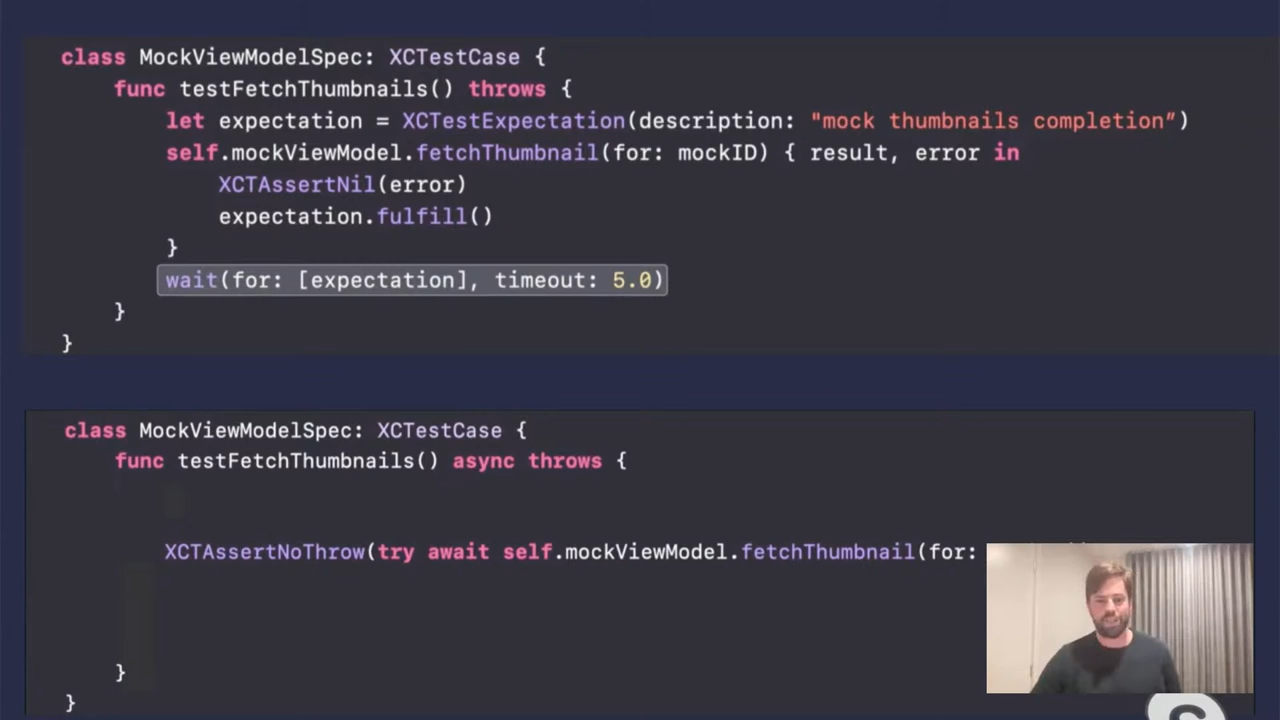 class MockViewModelSpec: XCTestCase {
func testFetchThumbnails() throws {
let expectation = XCTestExpectation(description: "mock thumbnails completion”)
self.mockViewModel.fetchThumbnail(for: mockID) { result, error in
XCTAssertNil(error)
expectation.fulfill()
}
wait(for: [expectation], timeout: 5.0)
}
}
class MockViewModelSpec: XCTestCase {
func testFetchThumbnails() async throws {
XCTAssertNoThrow(try await self.mockViewModel.fetchThumbnail(for:
}
}